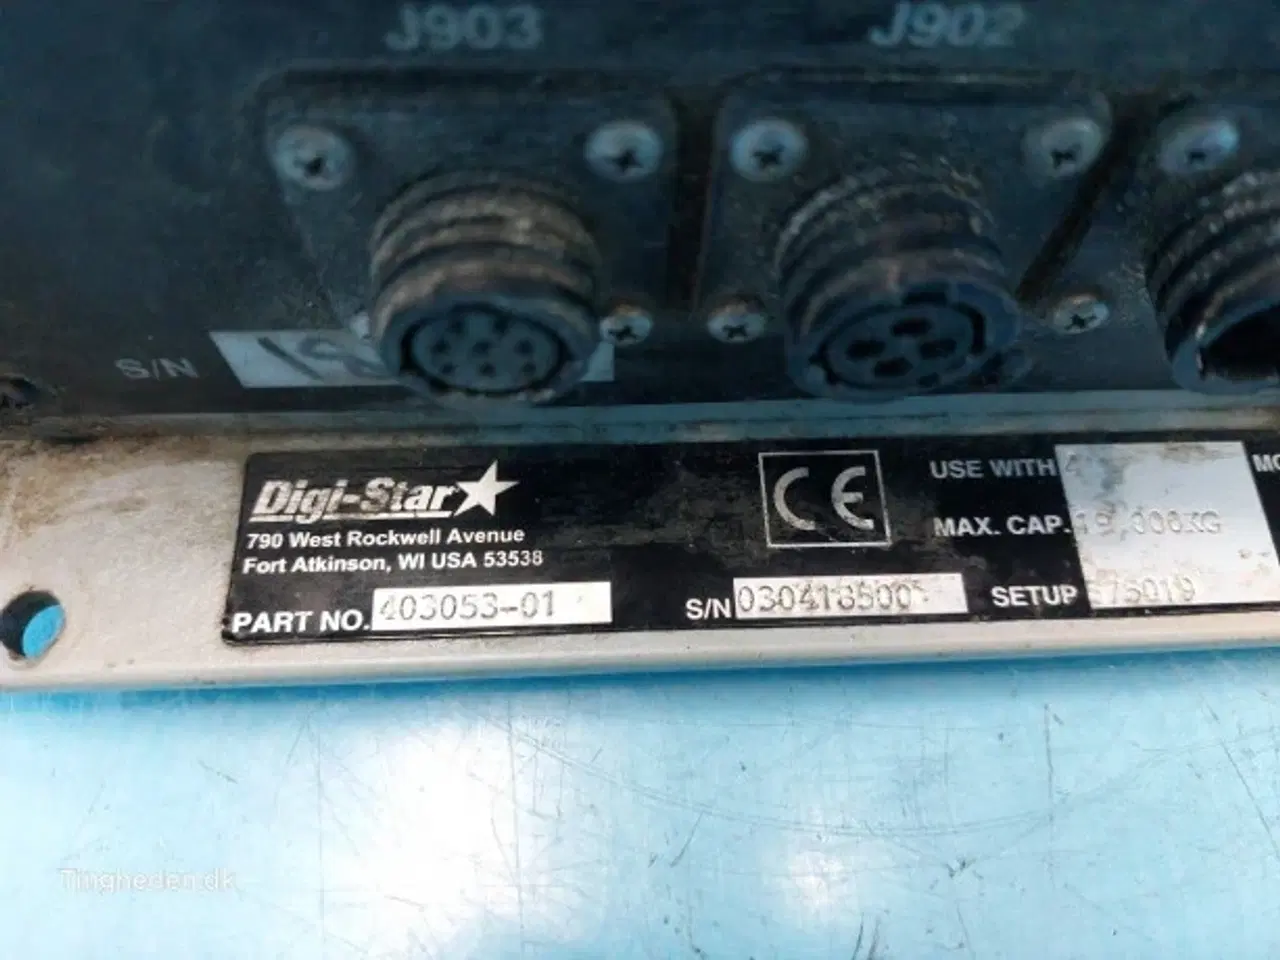 J903 J902
S/N
Digi-Star
790 West Rockwell Avenue
Fort Atkinson, WI USA 53538
PART NO. 403053-01
CE
S/N
USE WITH
MAX. CAP.
SETUP
Tingheden.dk